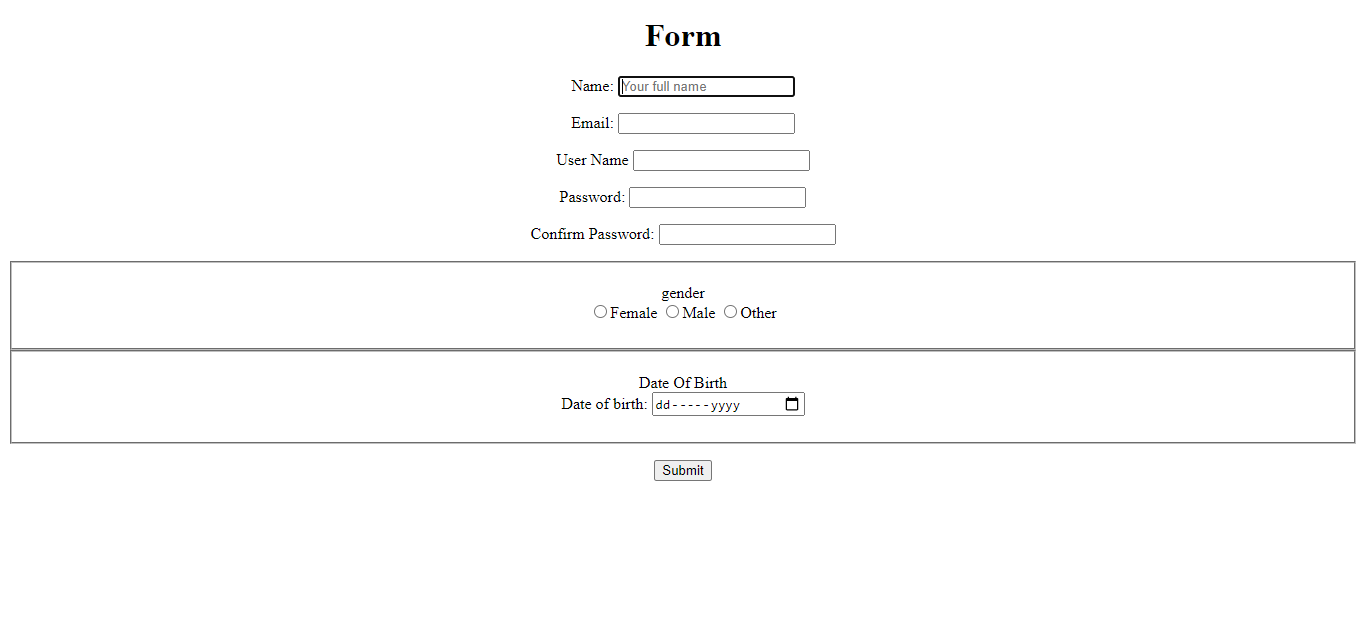 Form
Name: Your full name
Email:
User Name
Password:
Confirm Password:
gender
Female Male Other
Date Of Birth
Date of birth: dd-----yyyy
Submit